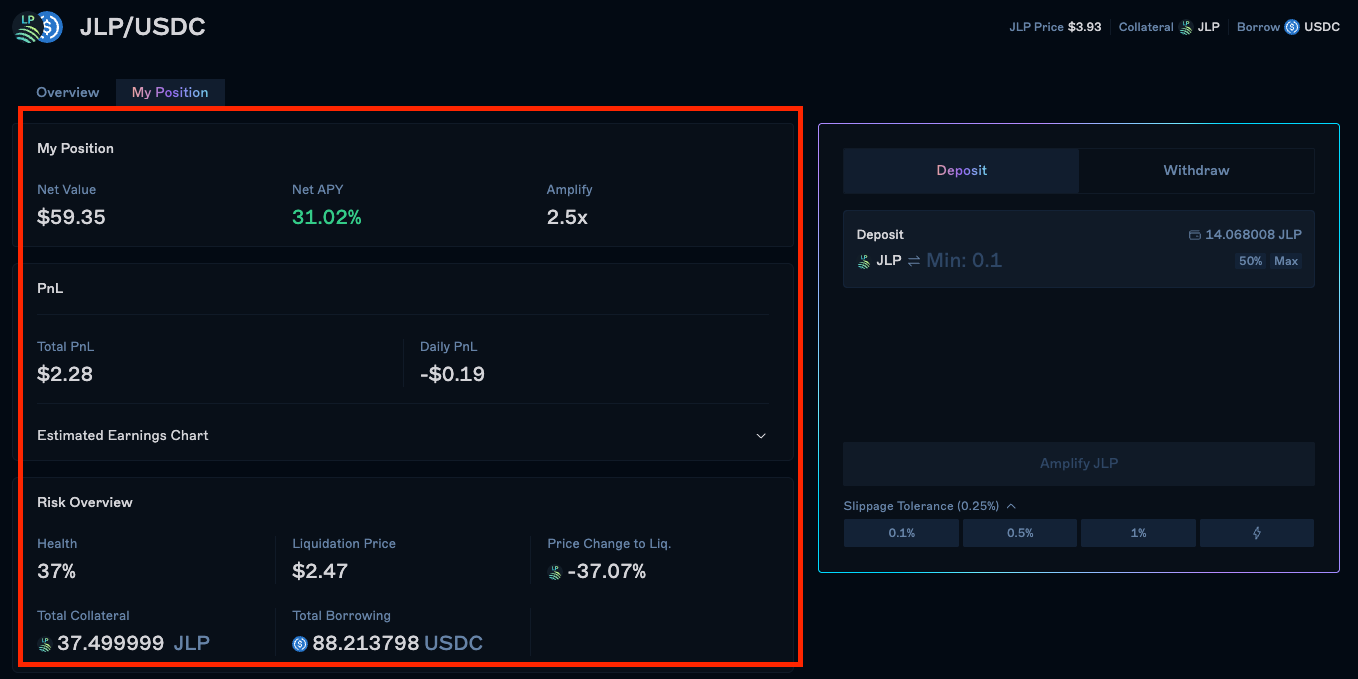 JLP/USDC
JLP Price $3.93 Collateral JLP Borrow USDC
Overview My Position
My Position
Net Value Net APY Amplify
$59.35 31.02% 2.5x
PnL
Total PnL Daily PnL
$2.28 -$0.19
Estimated Earnings Chart
Risk Overview
Health Liquidation Price Price Change to Liq.
37% $2.47 LP -37.07%
Total Collateral Total Borrowing
LP 37.499999 JLP 88.213798 USDC
Deposit Withdraw
Deposit 14.068008 JLP
LP JLP Min: 0.1 50% Max
Amplify JLP
Slippage Tolerance (0.25%)
0.1% 0.5% 1%